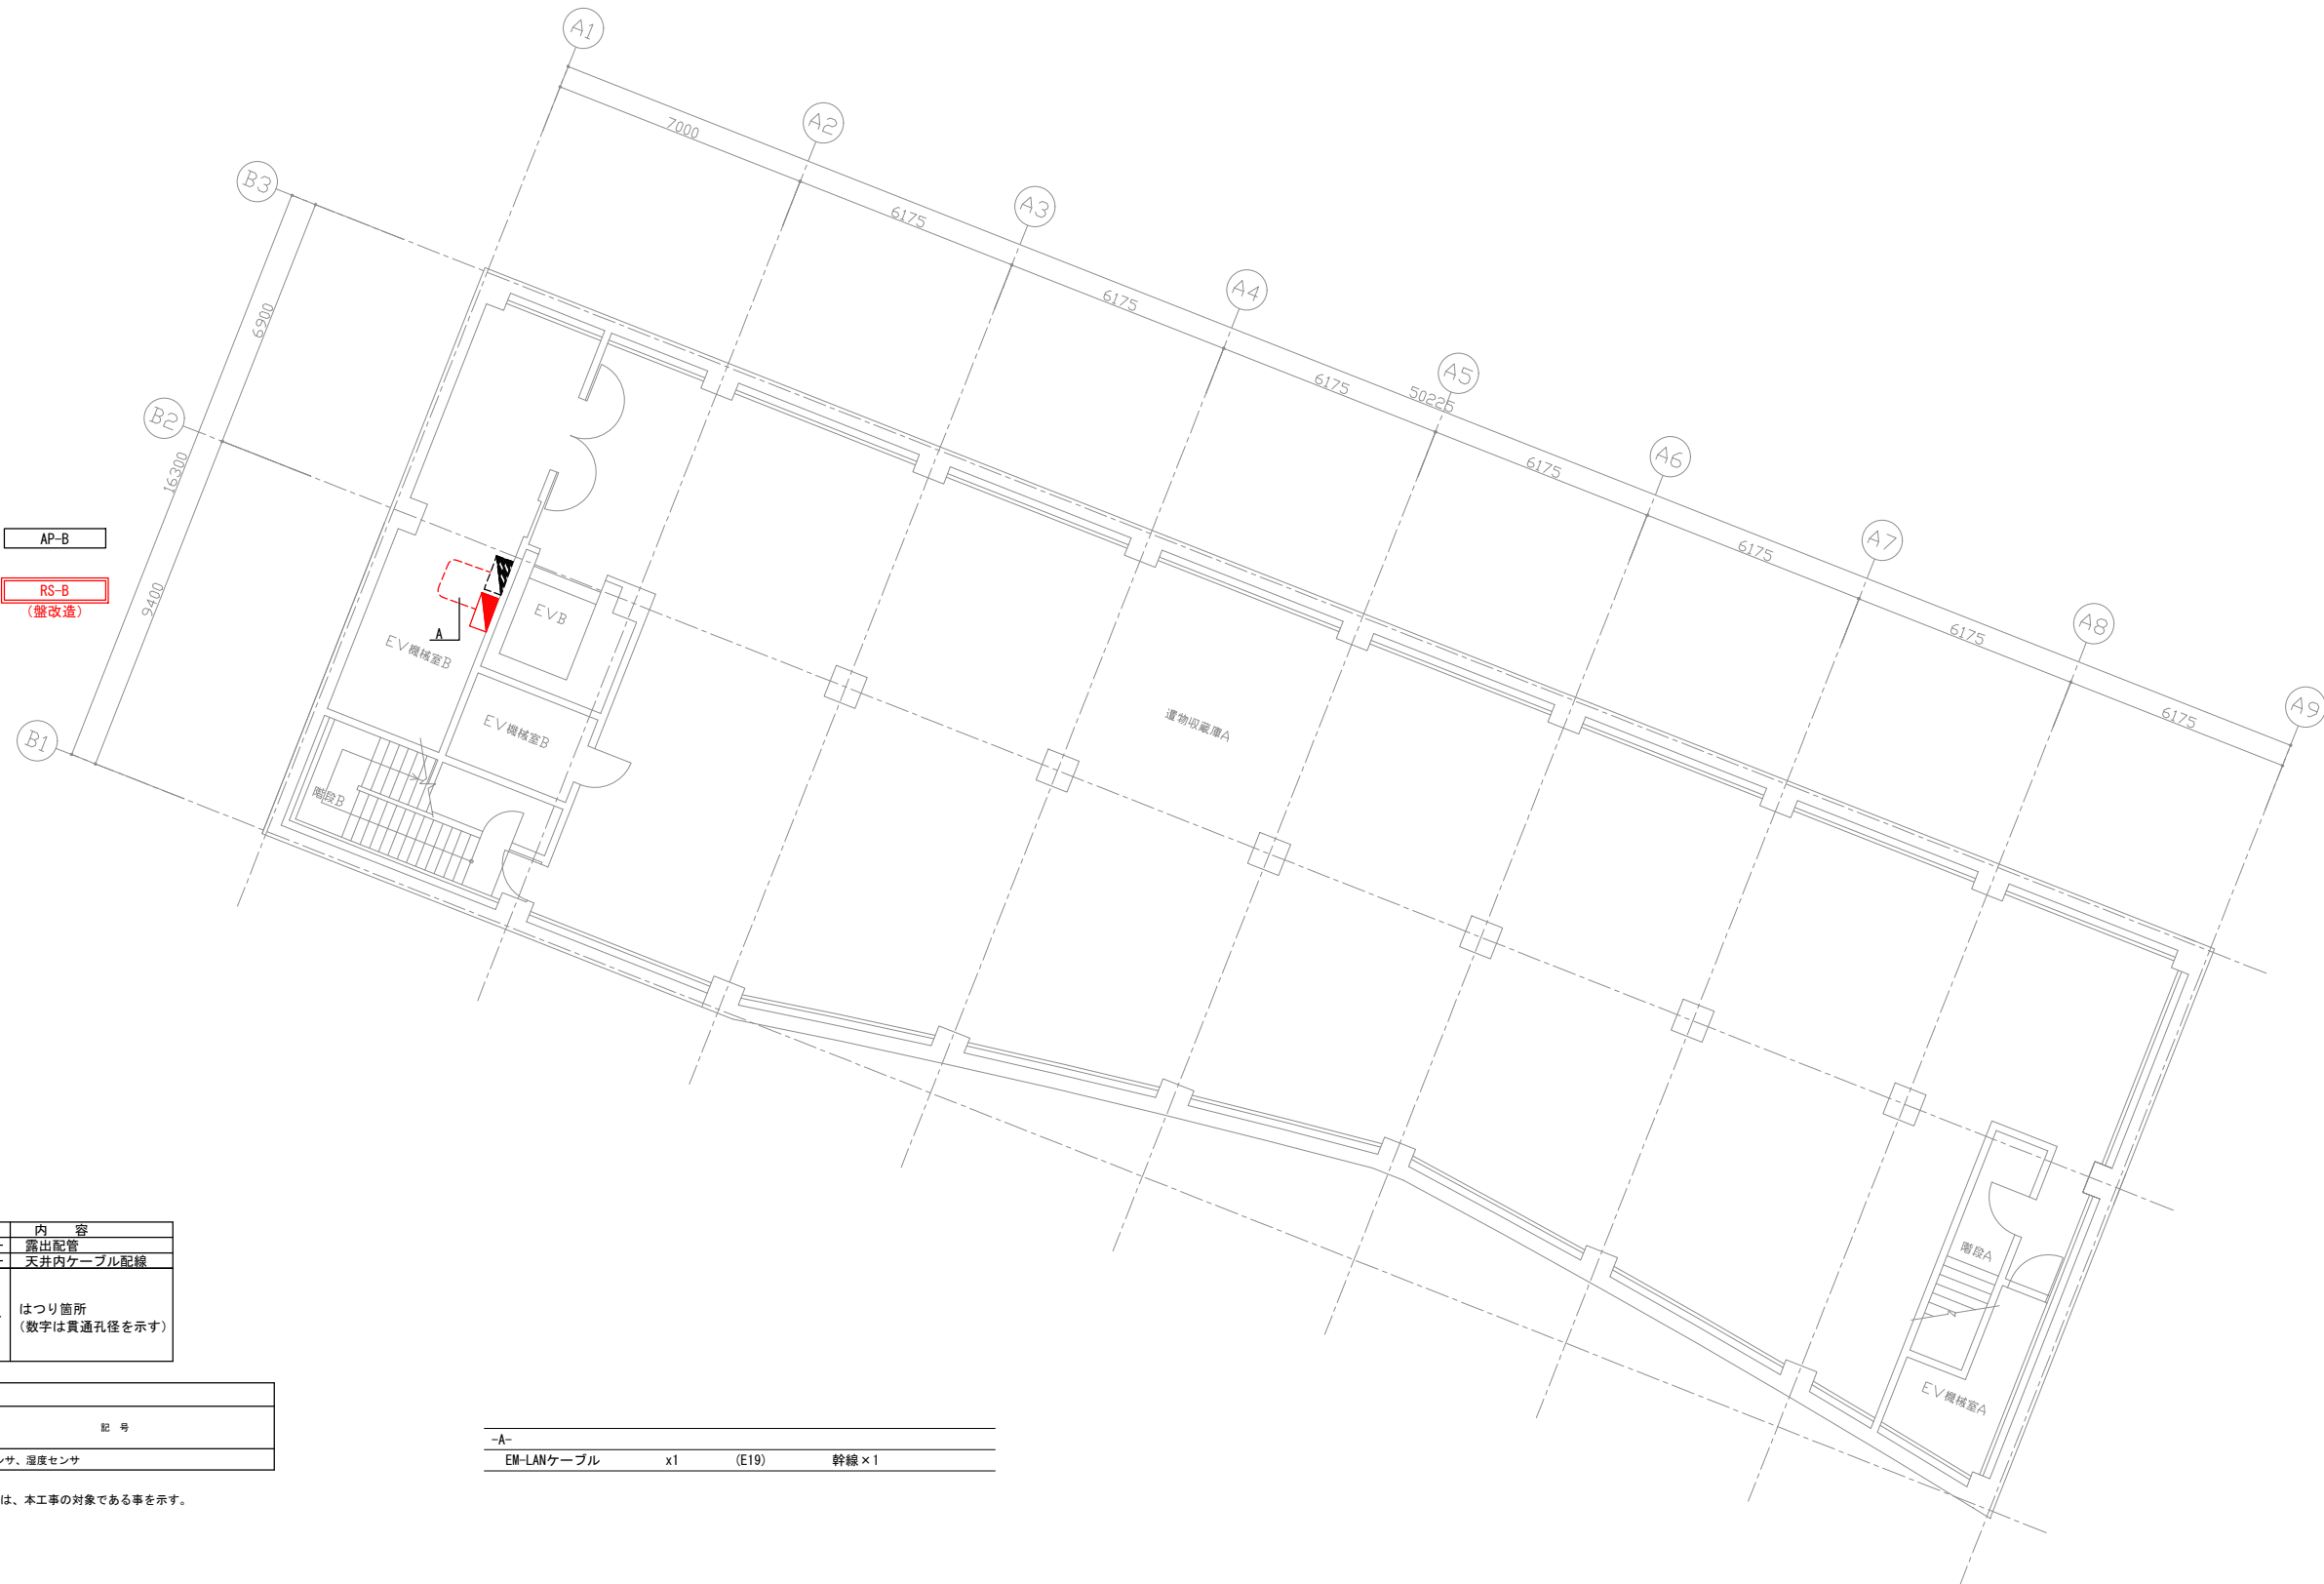 A1
A2
A3
A4
A5
A6
A7
A8
A9
B3
B2
B1
7000
6175
6175
6175
6175
6175
6175
6175
50225
6900
16300
9400
AP-B
RS-B
(盤改造)
A
EVB
EV機械室B
EV機械室B
階段B
遺物収蔵庫A
階段A
EV機械室A
内 容
露出配管
天井内ケーブル配線
はつり箇所
(数字は貫通孔径を示す)
記 号
ンサ、湿度センサ
は、本工事の対象である事を示す。
-A-
EM-LANケーブル x1 (E19) 幹線×1